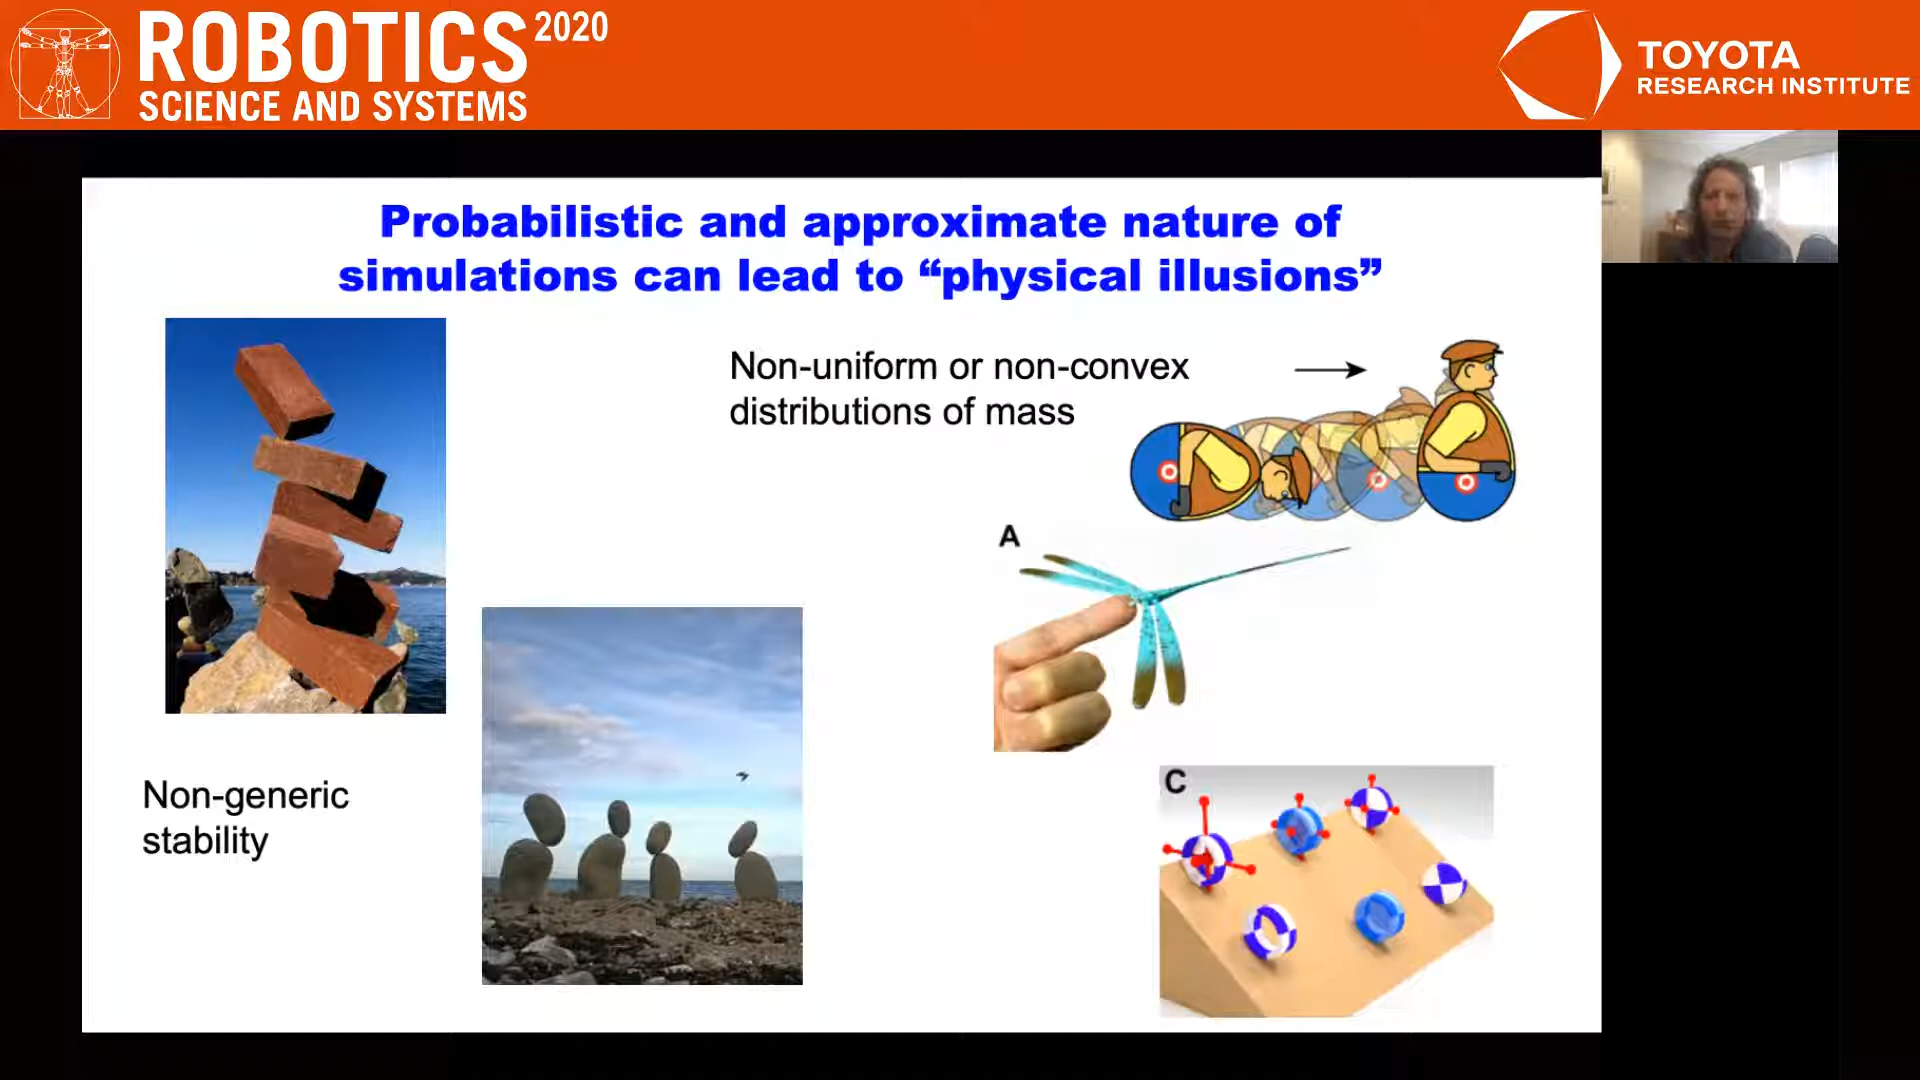 ROBOTICS 2020
SCIENCE AND SYSTEMS
TOYOTA
RESEARCH INSTITUTE
Probabilistic and approximate nature of
simulations can lead to “physical illusions”
Non-uniform or non-convex
distributions of mass
A
Non-generic
stability
C